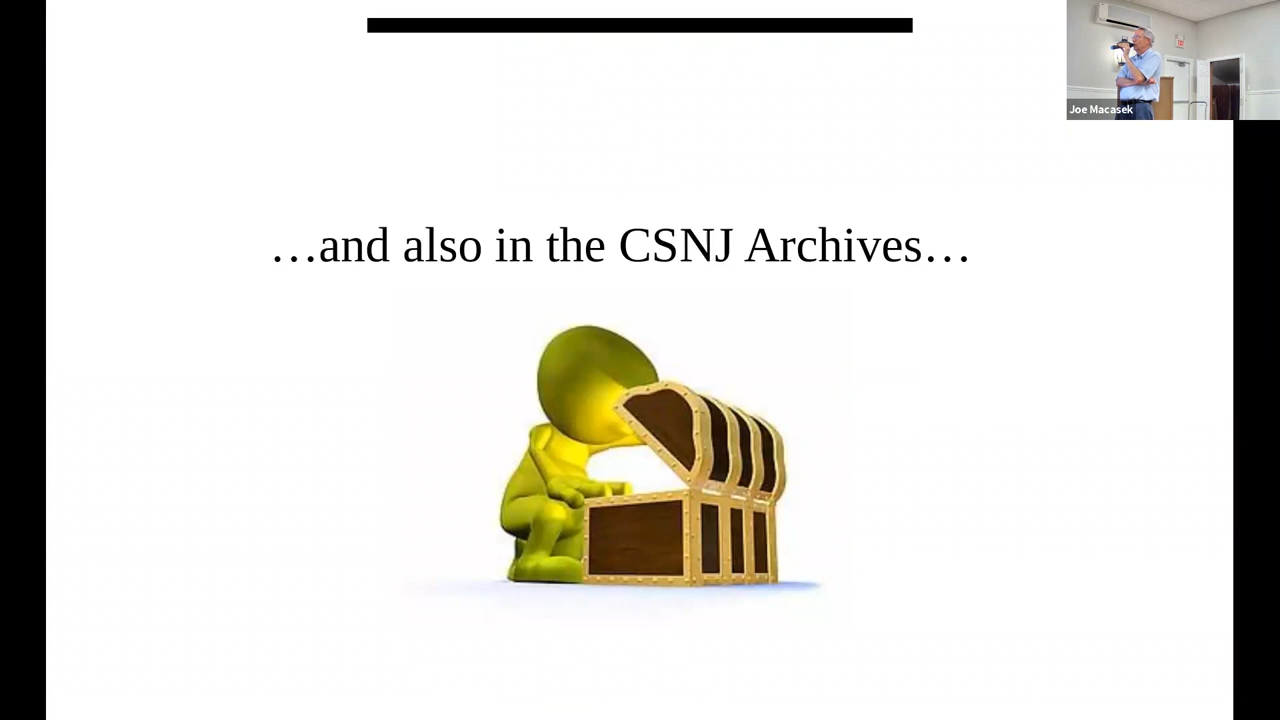 Joe Macasek
…and also in the CSNJ Archives…